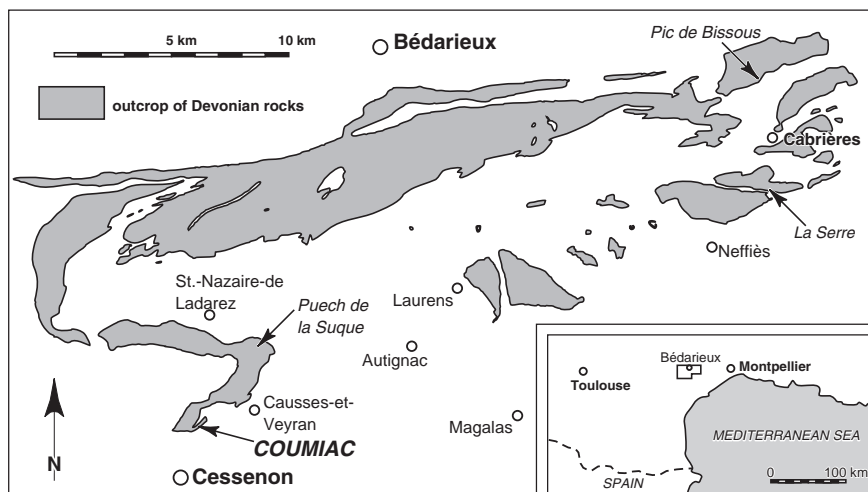 5 km
10 km
Bédarieux
Pic de Bissous
outcrop of Devonian rocks
Cabrières
La Serre
Neffiès
St.-Nazaire-de
Ladarez
Puech de
la Suque
Laurens
Autignac
Causses-et-
Veyran
Magalas
COUMIAC
N
Cessenon
Bédarieux
Toulouse
Montpellier
MEDITERRANEAN SEA
SPAIN
0
100 km